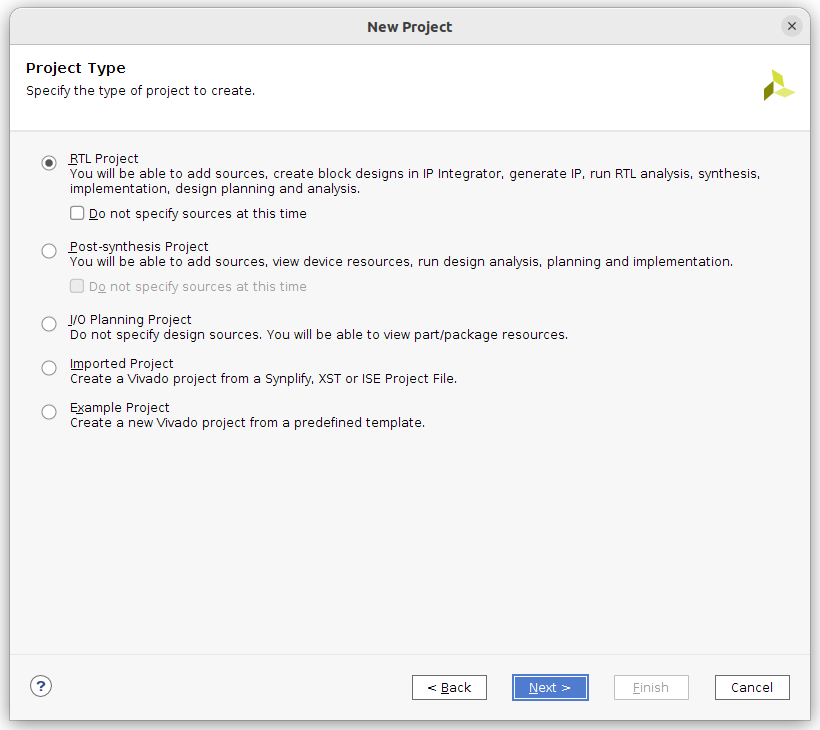 New Project
Project Type
Specify the type of project to create.
RTL Project
You will be able to add sources, create block designs in IP Integrator, generate IP, run RTL analysis, synthesis,
implementation, design planning and analysis.
Do not specify sources at this time
Post-synthesis Project
You will be able to add sources, view device resources, run design analysis, planning and implementation.
Do not specify sources at this time
I/O Planning Project
Do not specify design sources. You will be able to view part/package resources.
Imported Project
Create a Vivado project from a Synplify, XST or ISE Project File.
Example Project
Create a new Vivado project from a predefined template.
? < Back Next > Finish Cancel